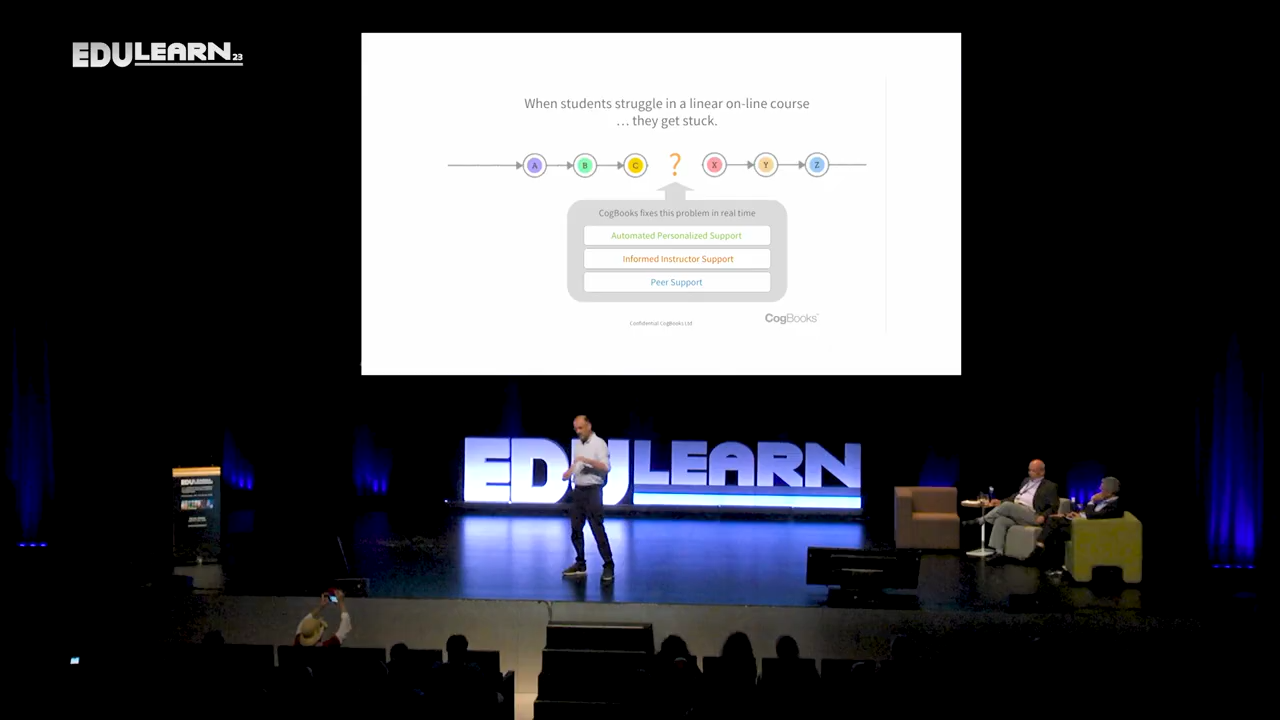 EDULEARN23
When students struggle in a linear on-line course
... they get stuck.
A B C ? X Y Z
CogBooks fixes this problem in real time
Automated Personalized Support
Informed Instructor Support
Peer Support
Confidential CogBooks Ltd
CogBooks
EDULEARN